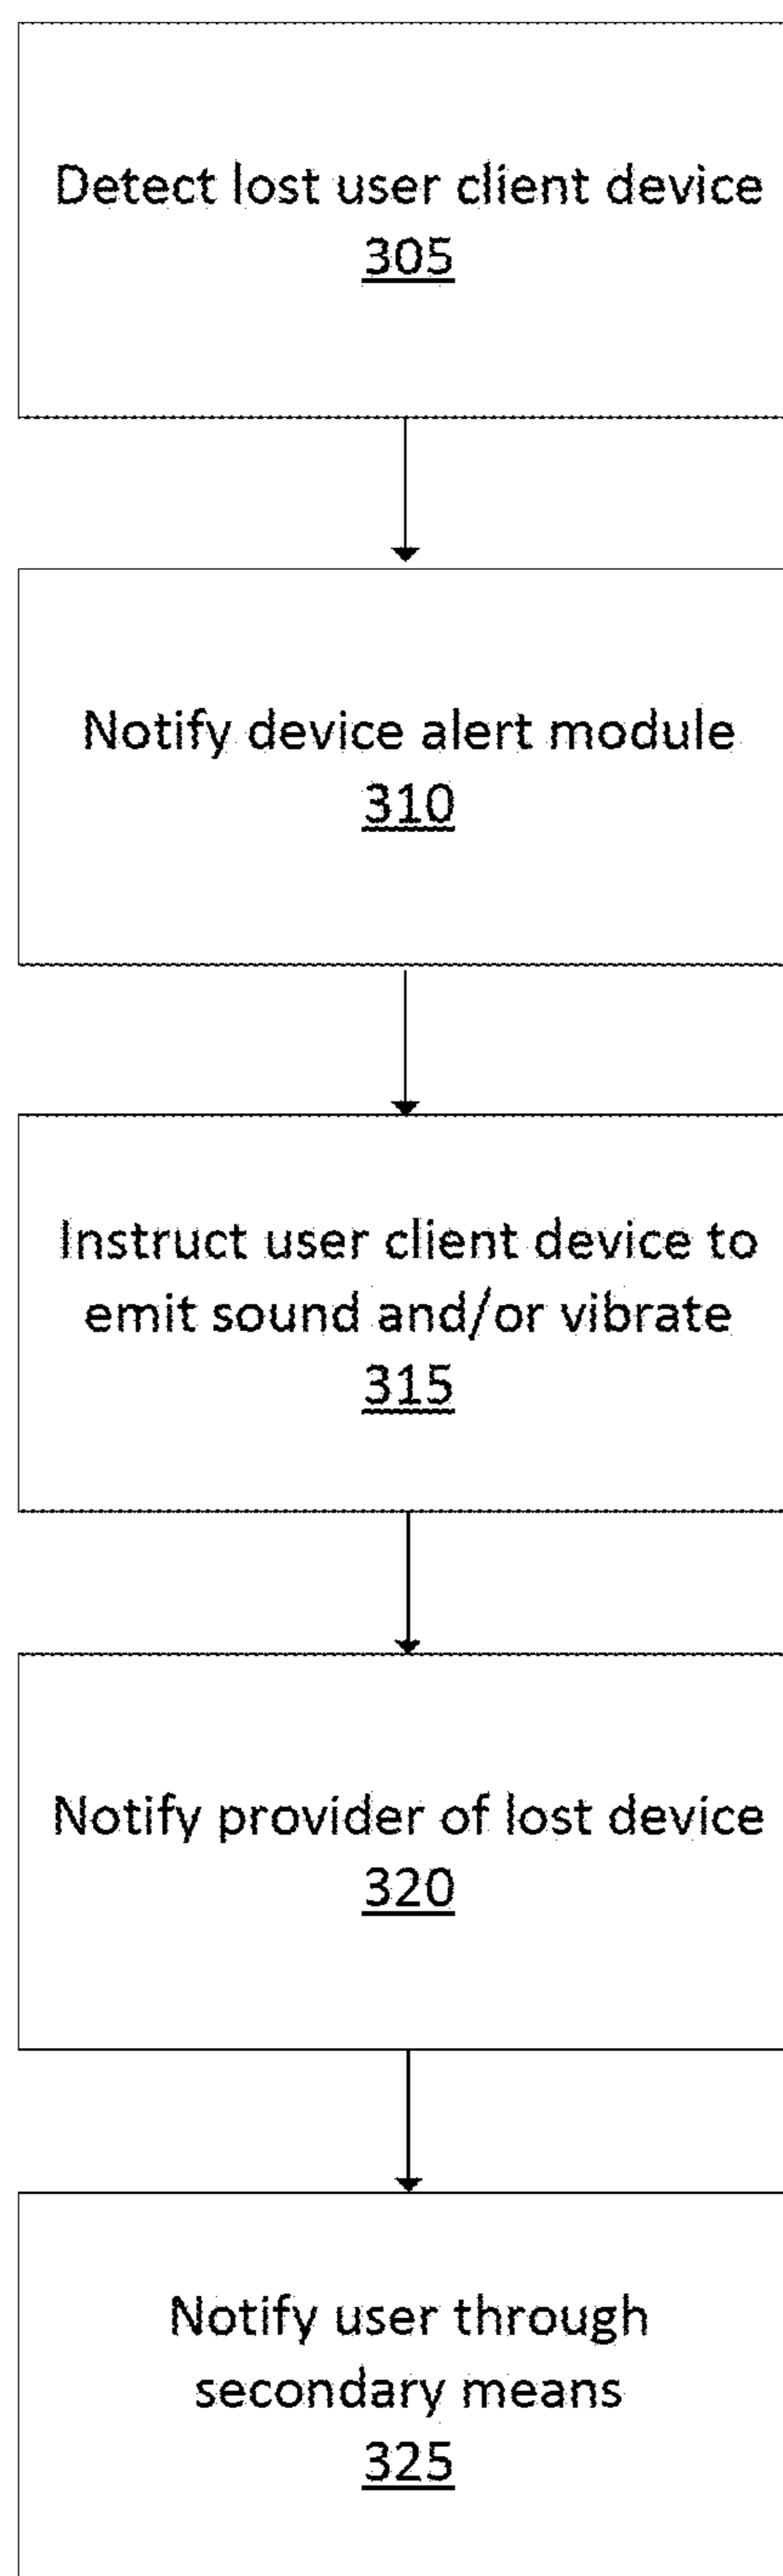 Detect lost user client device
305
Notify device alert module
310
Instruct user client device to
emit sound and/or vibrate
315
Notify provider of lost device
320
Notify user through
secondary means
325